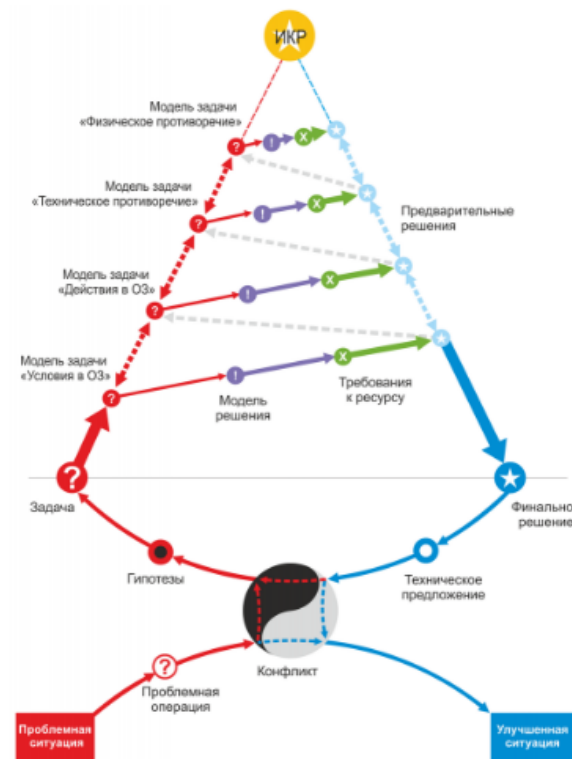 ИКР
Модель задачи
«Физическое противоречие»
?
!
X
Модель задачи
«Техническое противоречие»
?
!
X
Предварительные
решения
Модель задачи
«Действия в ОЗ»
?
!
X
Модель задачи
«Условия в ОЗ»
?
!
X
Модель
решения
Требования
к ресурсу
?
Задача
Финально
решение
Гипотезы
Техническое
предложение
Конфликт
?
Проблемная
операция
Проблемная
ситуация
Улучшенная
ситуация